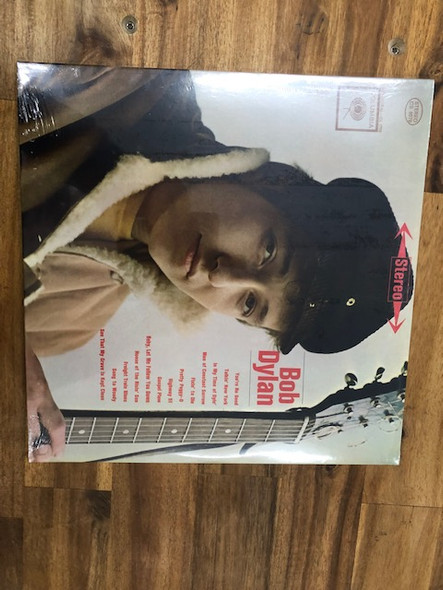 Stereo
Bob
Dylan
You're No Good
Talkin' New York
In My Time of Dyin'
Man of Constant Sorrow
Fixin' to Die
Pretty Peggy-O
Highway 51
Gospel Plow
Baby, Let Me Follow You Down
House of the Risin' Sun
Freight Train Blues
Song to Woody
See That My Grave is Kept Clean